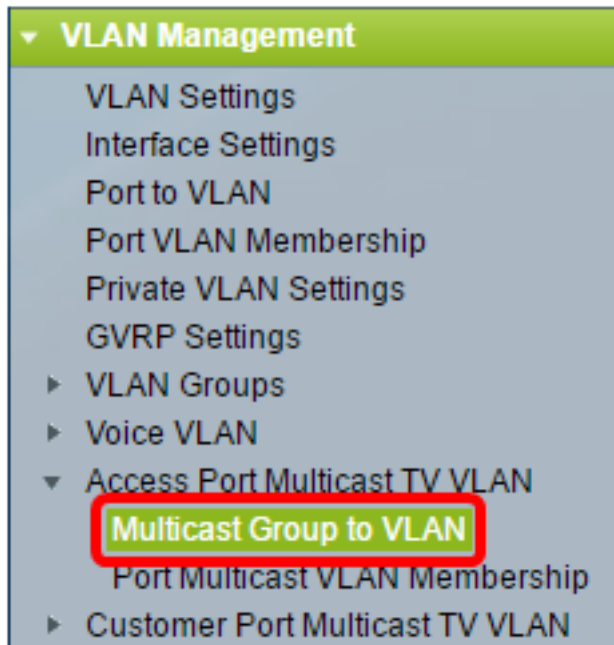 VLAN Management
VLAN Settings
Interface Settings
Port to VLAN
Port VLAN Membership
Private VLAN Settings
GVRP Settings
VLAN Groups
Voice VLAN
Access Port Multicast TV VLAN
Multicast Group to VLAN
Port Multicast VLAN Membership
Customer Port Multicast TV VLAN